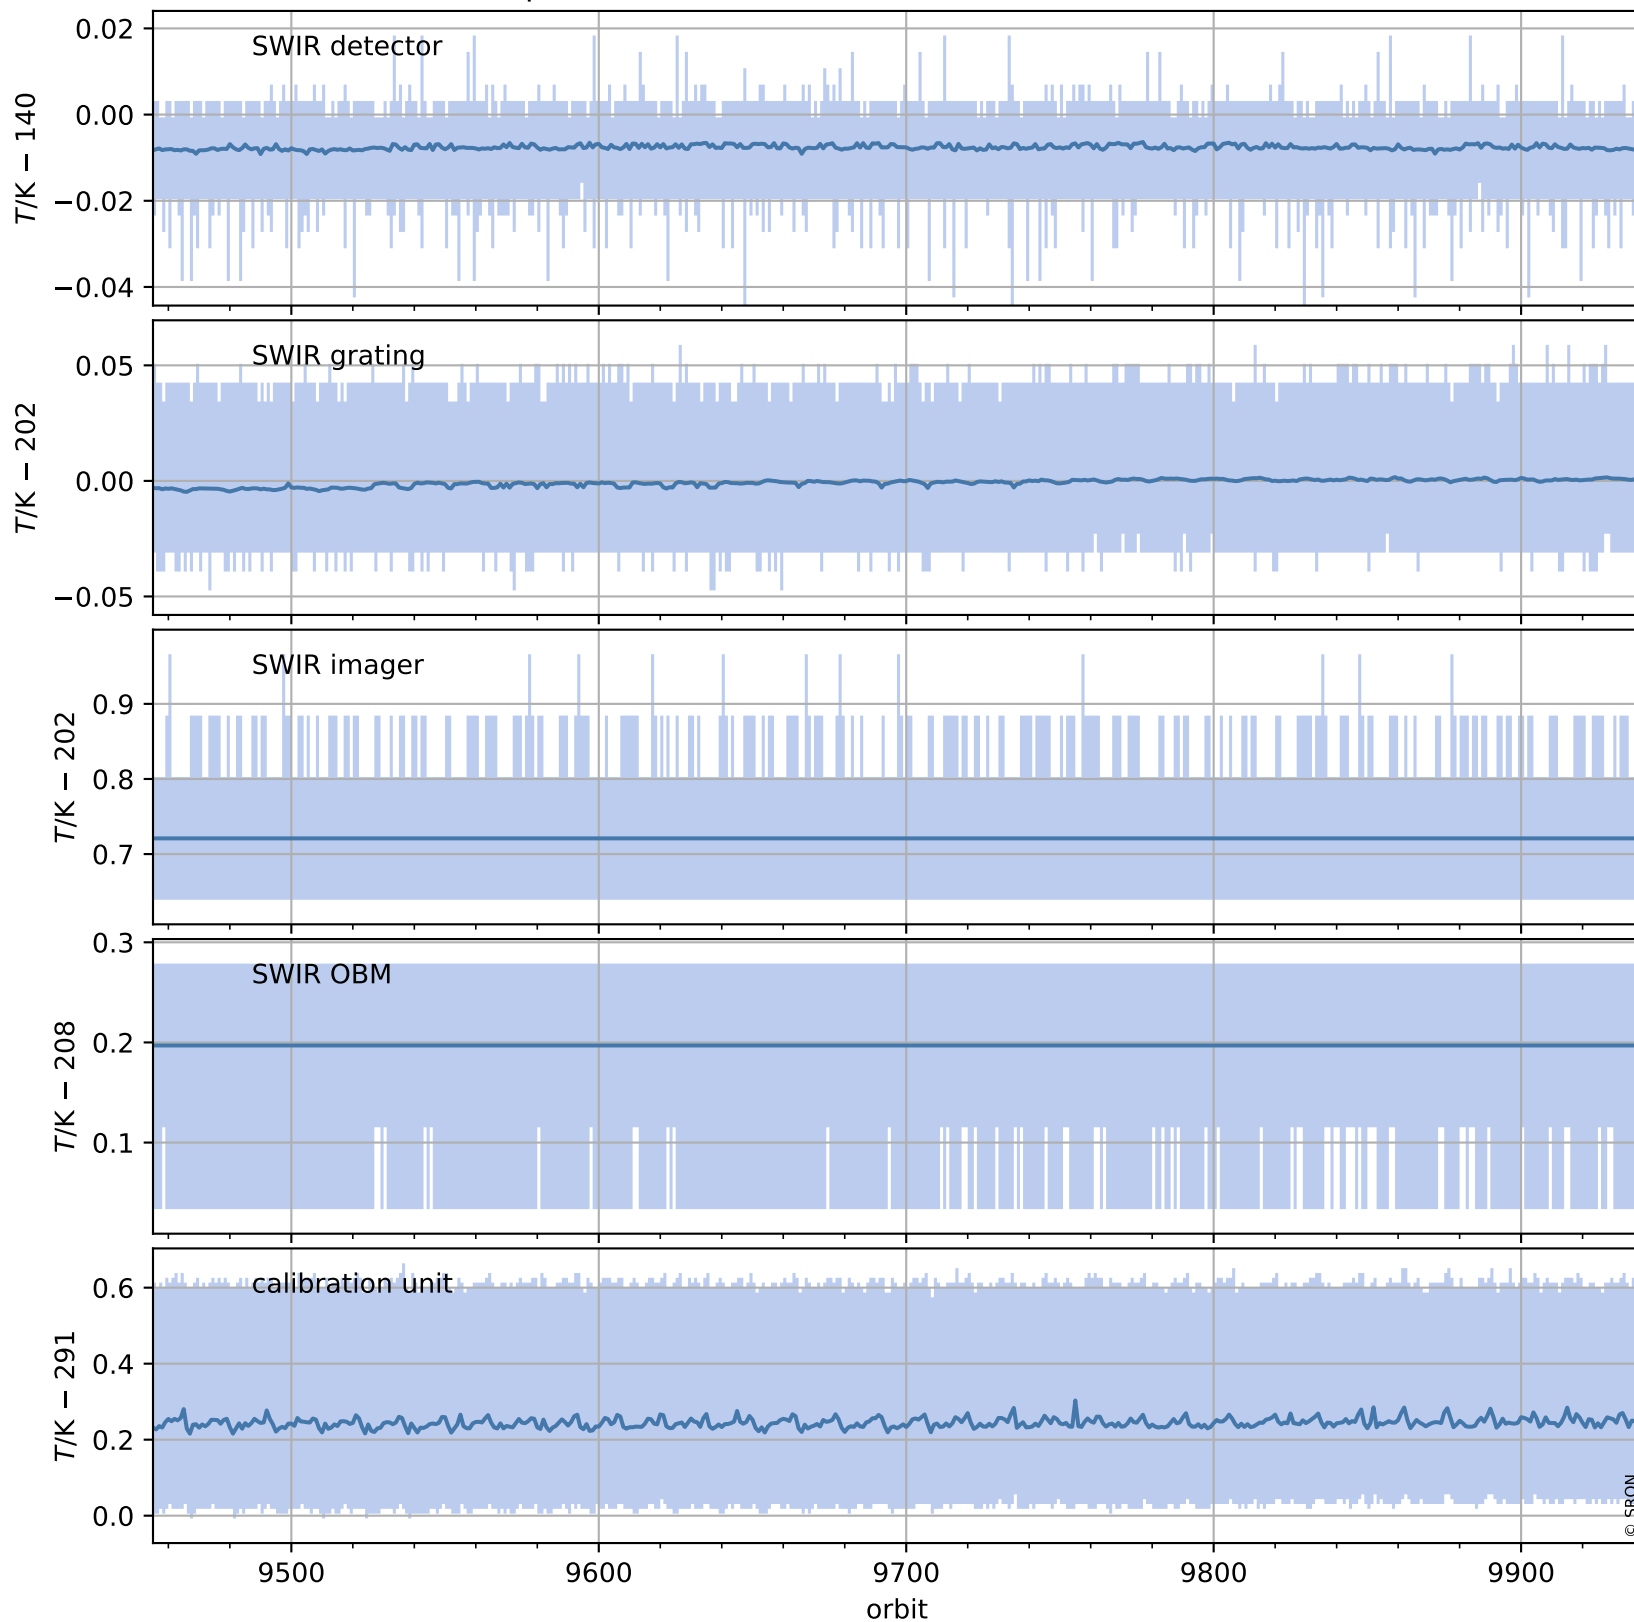 SWIR detector
0.02
0.00
−0.02
−0.04
T/K − 140
SWIR grating
0.05
0.00
−0.05
T/K − 202
SWIR imager
0.9
0.8
0.7
T/K − 202
SWIR OBM
0.3
0.2
0.1
T/K − 208
calibration unit
0.6
0.4
0.2
0.0
T/K − 291
9500
9600
9700
9800
9900
orbit
© SRON